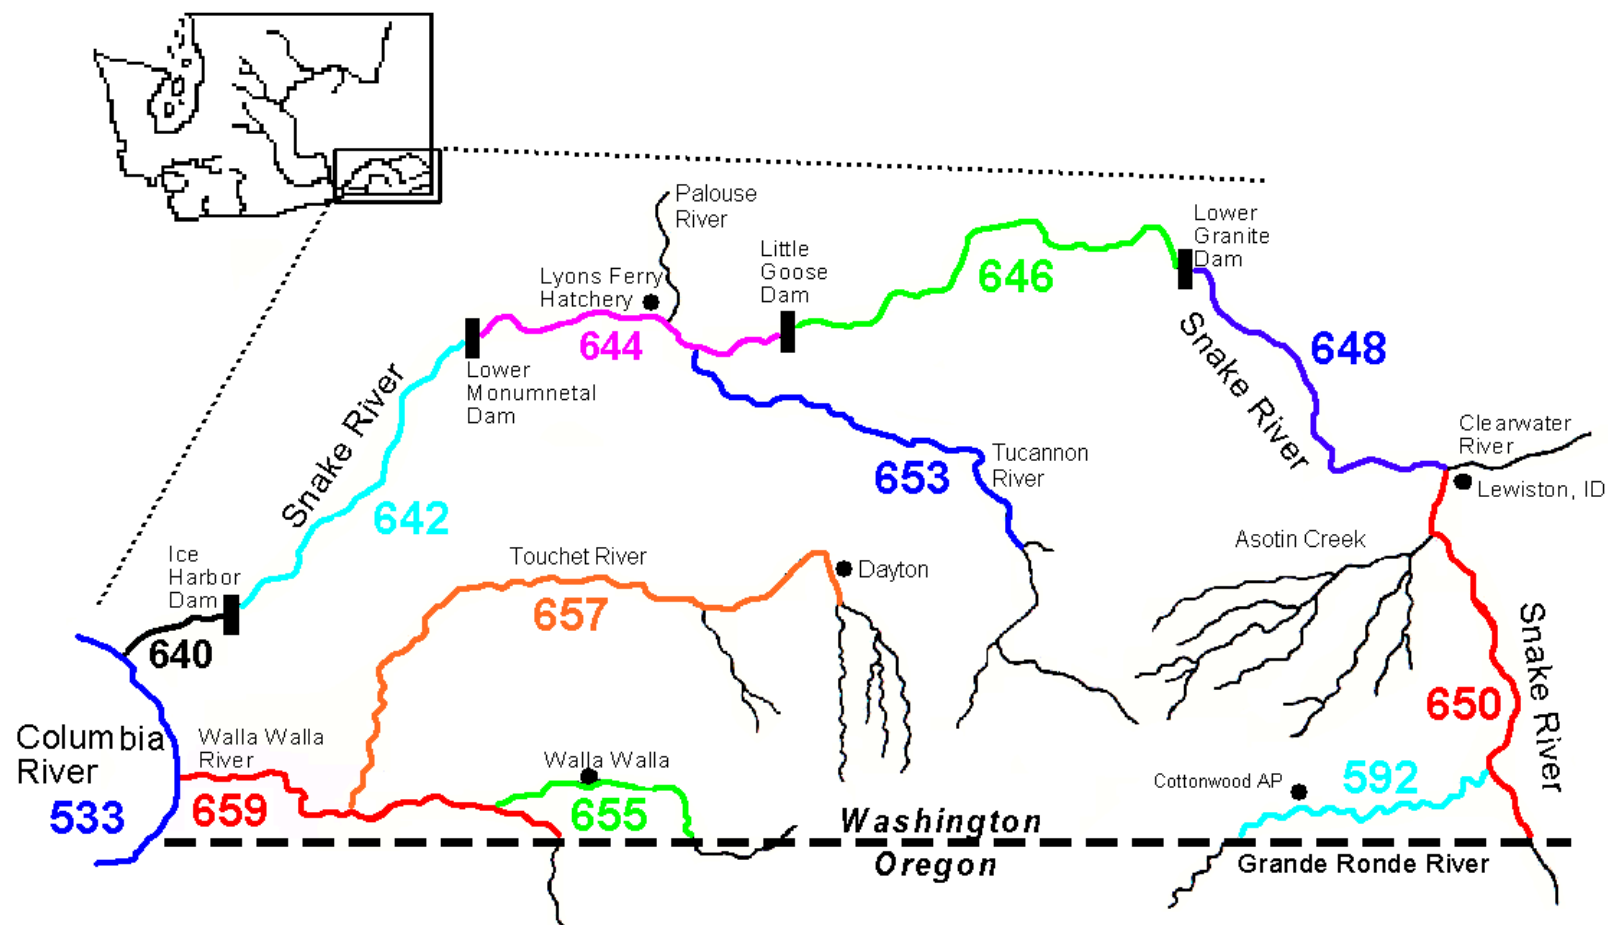 Palouse
River
Lower
Granite
Dam
Little
Goose
Dam
Lyons Ferry
Hatchery
646
644
648
Snake River
Lower
Monumnetal
Dam
Snake River
Clearwater
River
Tucannon
River
653
Lewiston, ID
642
Ice
Harbor
Dam
Touchet River
Asotin Creek
Dayton
657
640
Snake River
650
Columbia
River
533
Walla Walla
River
659
Walla Walla
655
Cottonwood AP
592
Washington
Oregon
Grande Ronde River